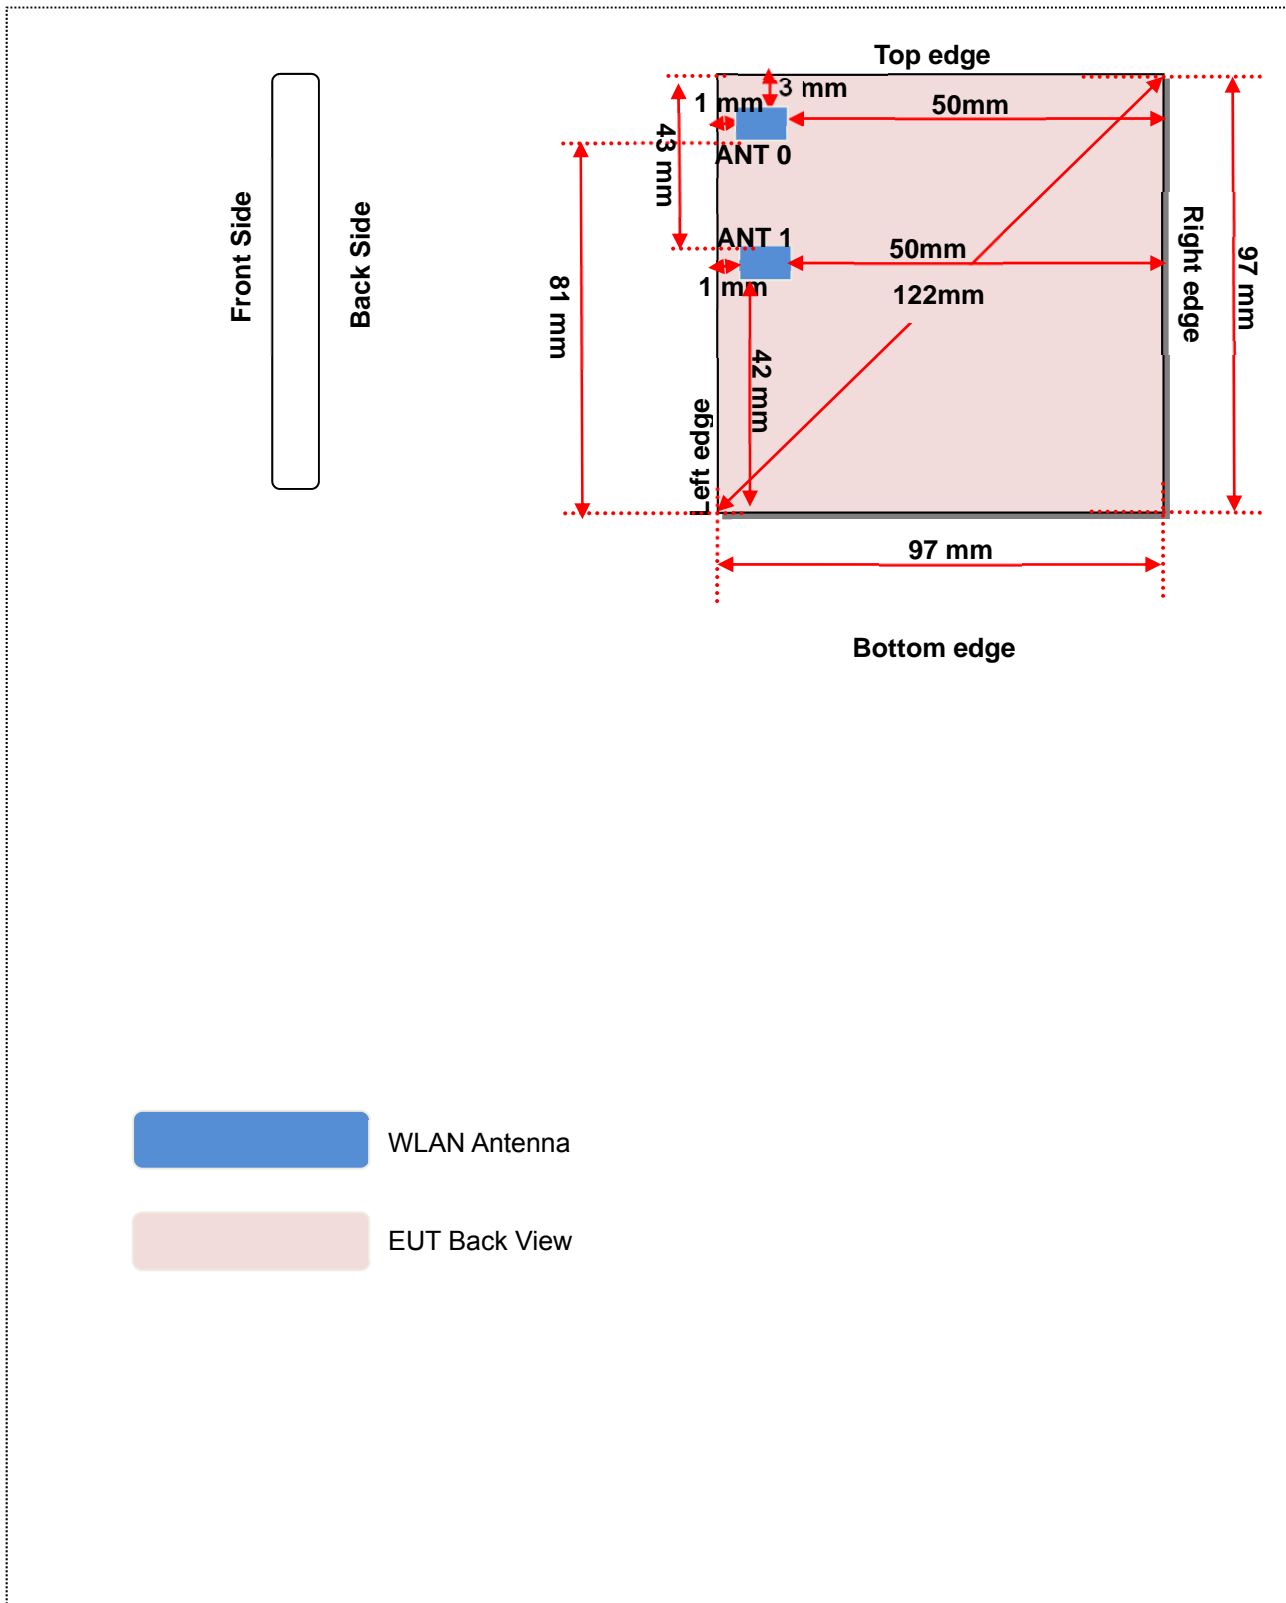 Top edge
3 mm
1 mm
50mm
43 mm
ANT 0
Front Side
Back Side
81 mm
ANT 1
50mm
1 mm
122mm
Right edge
97 mm
42 mm
Left edge
97 mm
Bottom edge
WLAN Antenna
EUT Back View